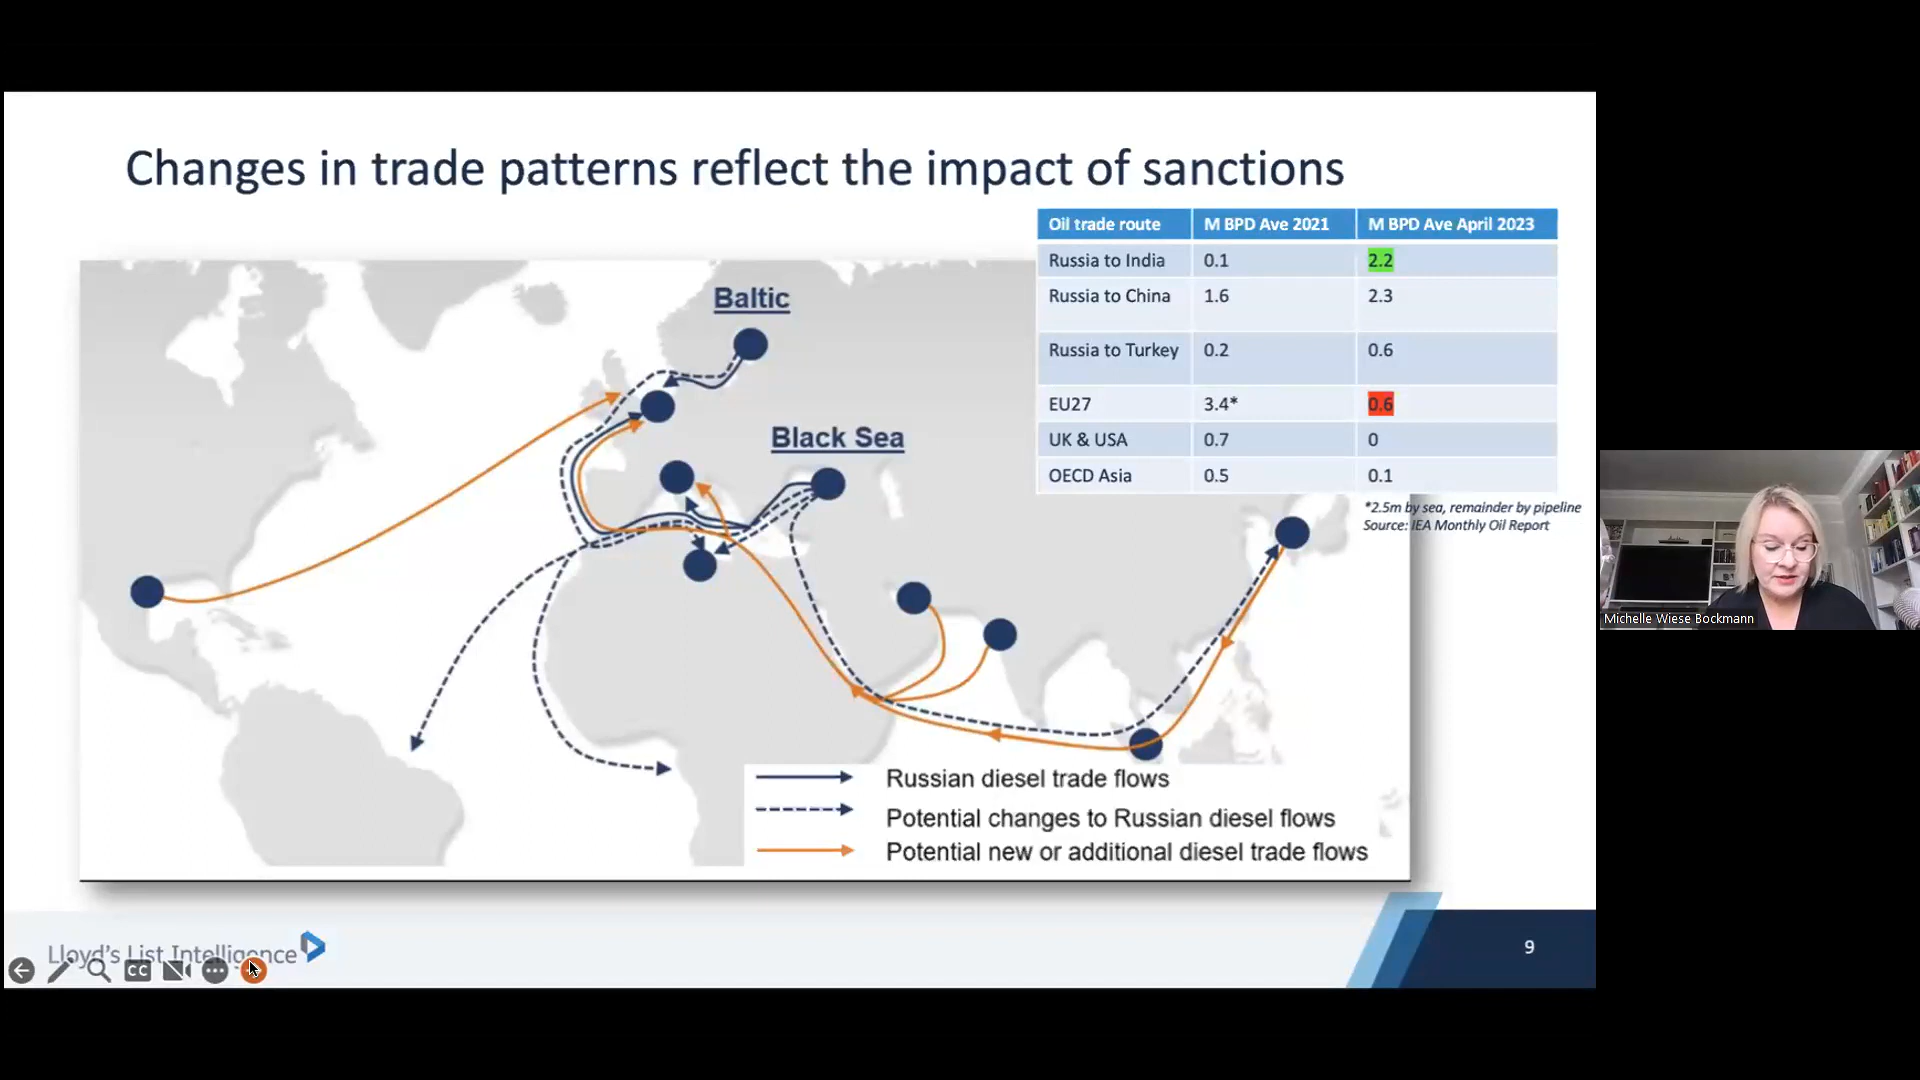 Changes in trade patterns reflect the impact of sanctions
Oil trade route M BPD Ave 2021 M BPD Ave April 2023
Russia to India 0.1 2.2
Russia to China 1.6 2.3
Russia to Turkey 0.2 0.6
EU27 3.4* 0.6
UK & USA 0.7 0
OECD Asia 0.5 0.1
*2.5m by sea, remainder by pipeline
Source: IEA Monthly Oil Report
Baltic
Black Sea
Russian diesel trade flows
Potential changes to Russian diesel flows
Potential new or additional diesel trade flows
Lloyd's List Intelligence
CC
9
Michelle Wiese Bockmann